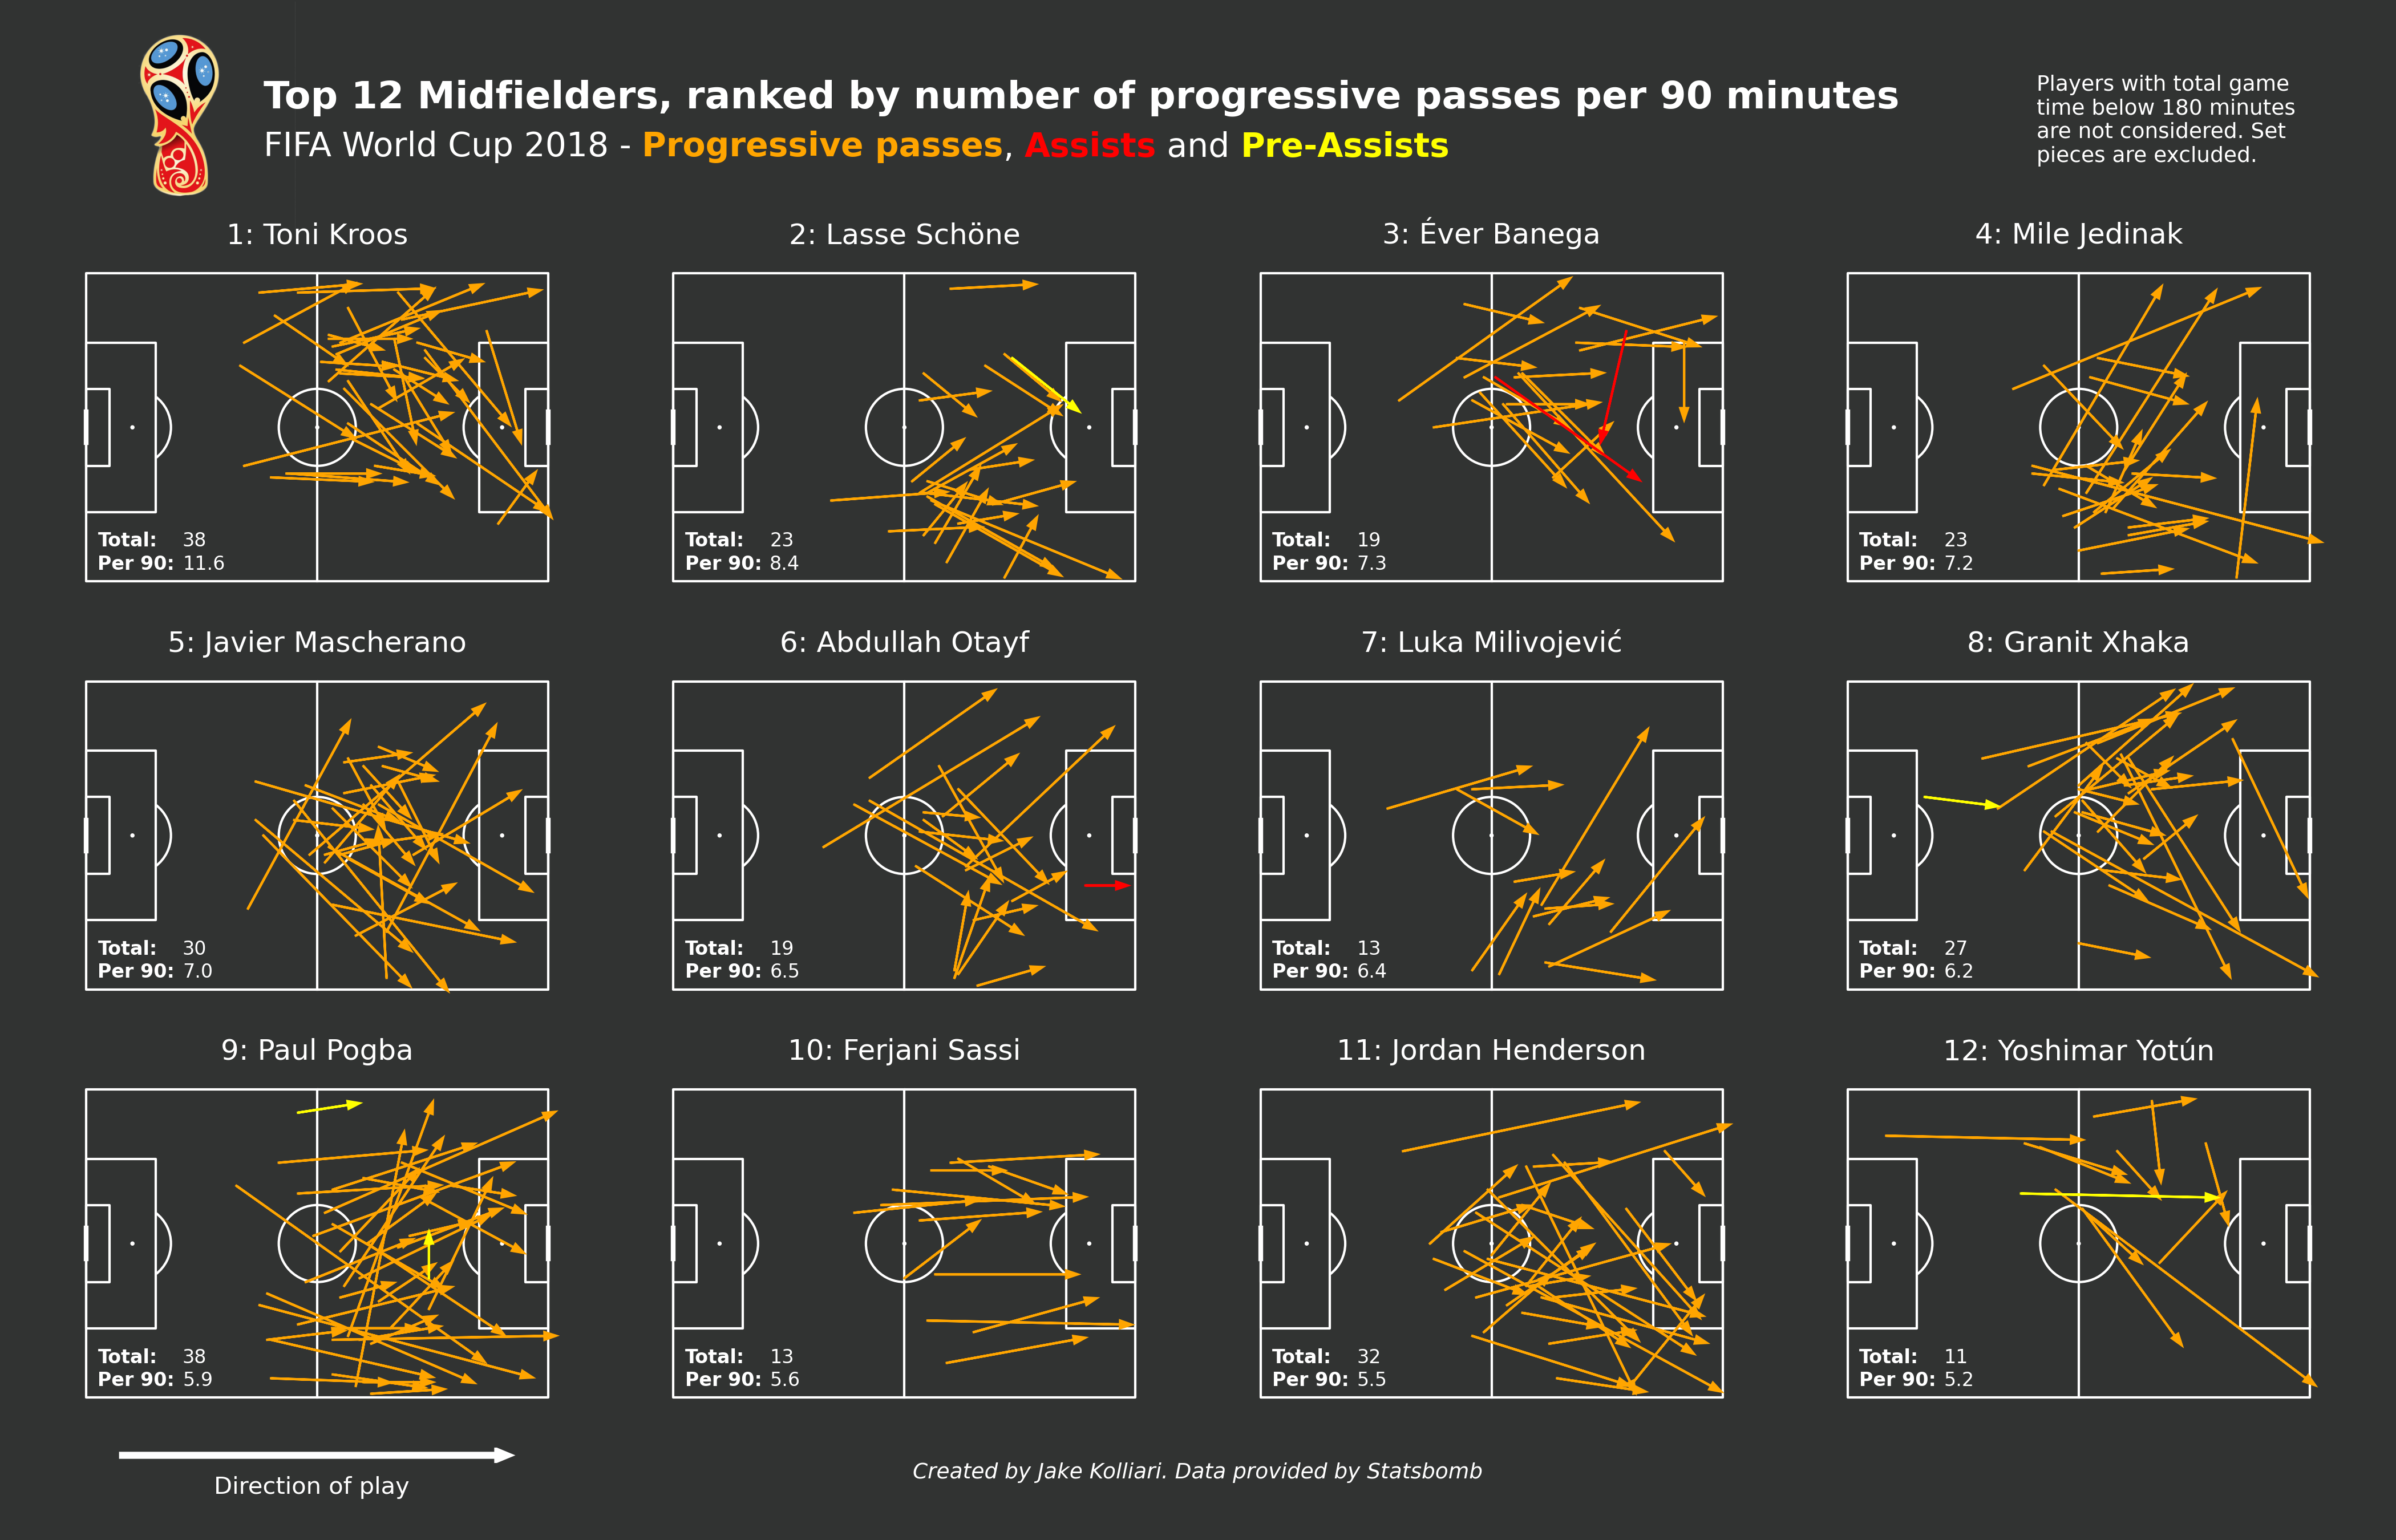 Top 12 Midfielders, ranked by number of progressive passes per 90 minutes
FIFA World Cup 2018 - Progressive passes, Assists and Pre-Assists
Players with total game
time below 180 minutes
are not considered. Set
pieces are excluded.
1: Toni Kroos
Total: 38
Per 90: 11.6
2: Lasse Schöne
Total: 23
Per 90: 8.4
3: Éver Banega
Total: 19
Per 90: 7.3
4: Mile Jedinak
Total: 23
Per 90: 7.2
5: Javier Mascherano
Total: 30
Per 90: 7.0
6: Abdullah Otayf
Total: 19
Per 90: 6.5
7: Luka Milivojević
Total: 13
Per 90: 6.4
8: Granit Xhaka
Total: 27
Per 90: 6.2
9: Paul Pogba
Total: 38
Per 90: 5.9
10: Ferjani Sassi
Total: 13
Per 90: 5.6
11: Jordan Henderson
Total: 32
Per 90: 5.5
12: Yoshimar Yotún
Total: 11
Per 90: 5.2
Direction of play
Created by Jake Kolliari. Data provided by Statsbomb